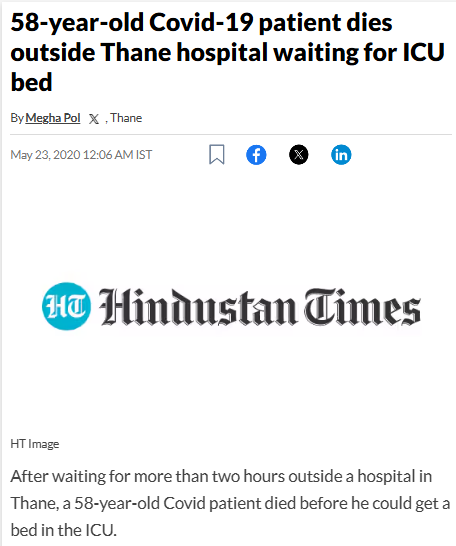 58-year-old Covid-19 patient dies
outside Thane hospital waiting for ICU
bed
By Megha Pol X , Thane
May 23, 2020 12:06 AM IST
f X in
HT Hindustan Times
HT Image
After waiting for more than two hours outside a hospital in
Thane, a 58-year-old Covid patient died before he could get a
bed in the ICU.